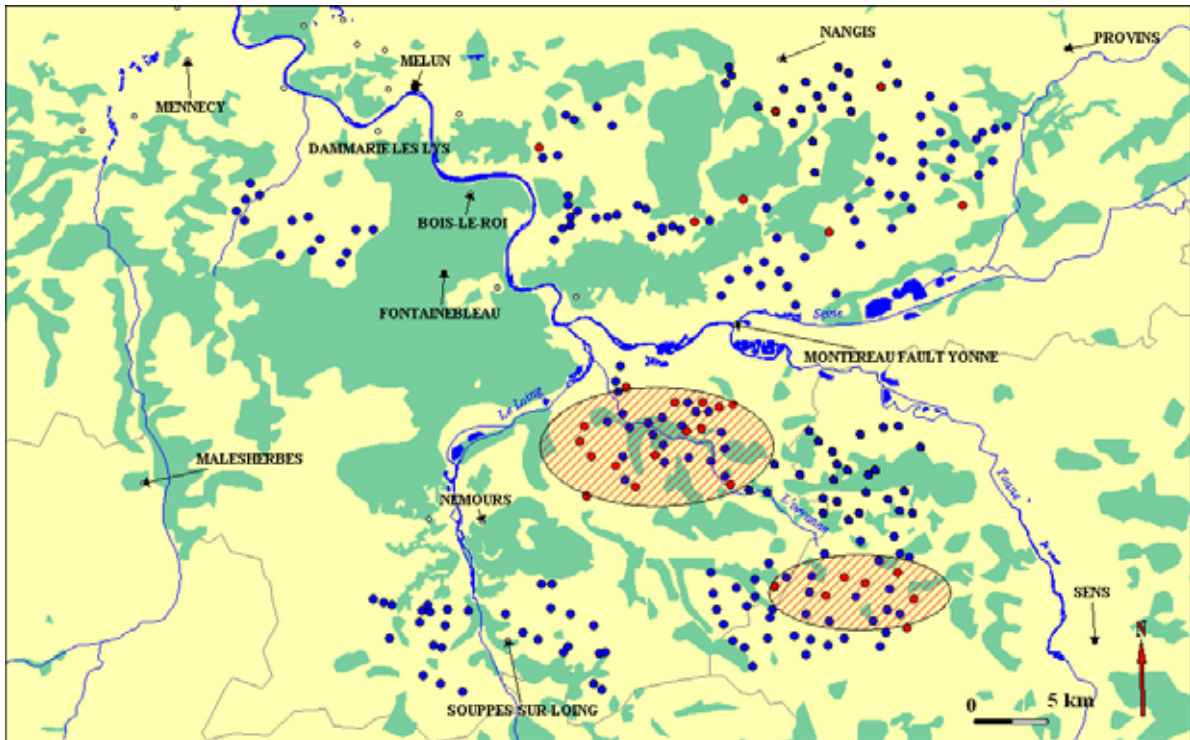 NANGIS
PROVINS
MELUN
MENNECY
DAMMARIE LES LYS
BOIS-LE-ROI
FONTAINEBLEAU
Seine
MONTEREAU FAULT YONNE
Le Loing
MALESHERBES
NEMOURS
Yonne
SENS
N
SOUPPES SUR-LOING
0 5 km